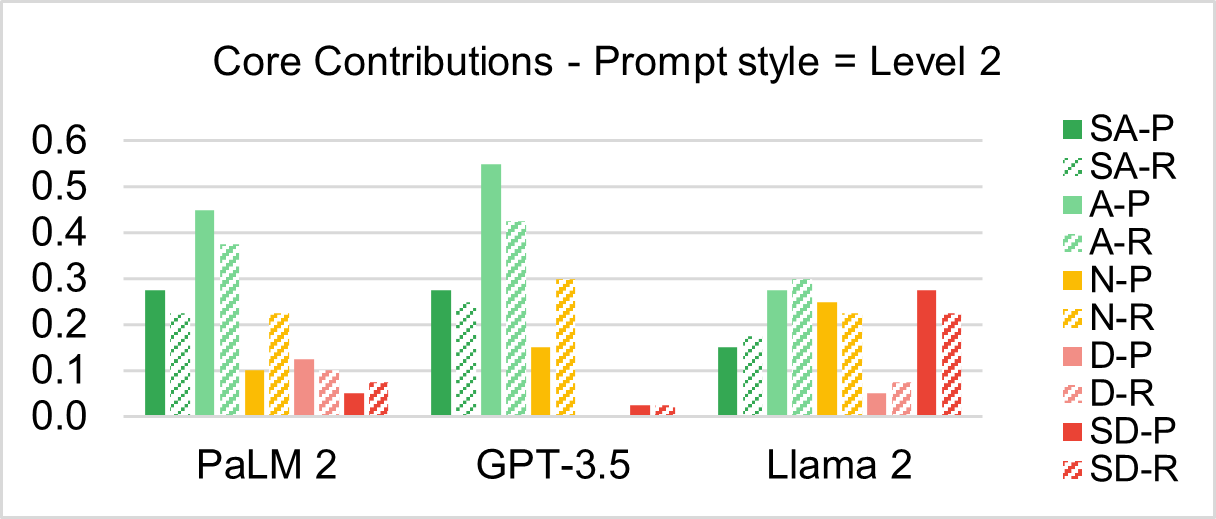 Core Contributions - Prompt style = Level 2
0.6
0.5
0.4
0.3
0.2
0.1
0.0
PaLM 2
GPT-3.5
Llama 2
SA-P
SA-R
A-P
A-R
N-P
N-R
D-P
D-R
SD-P
SD-R